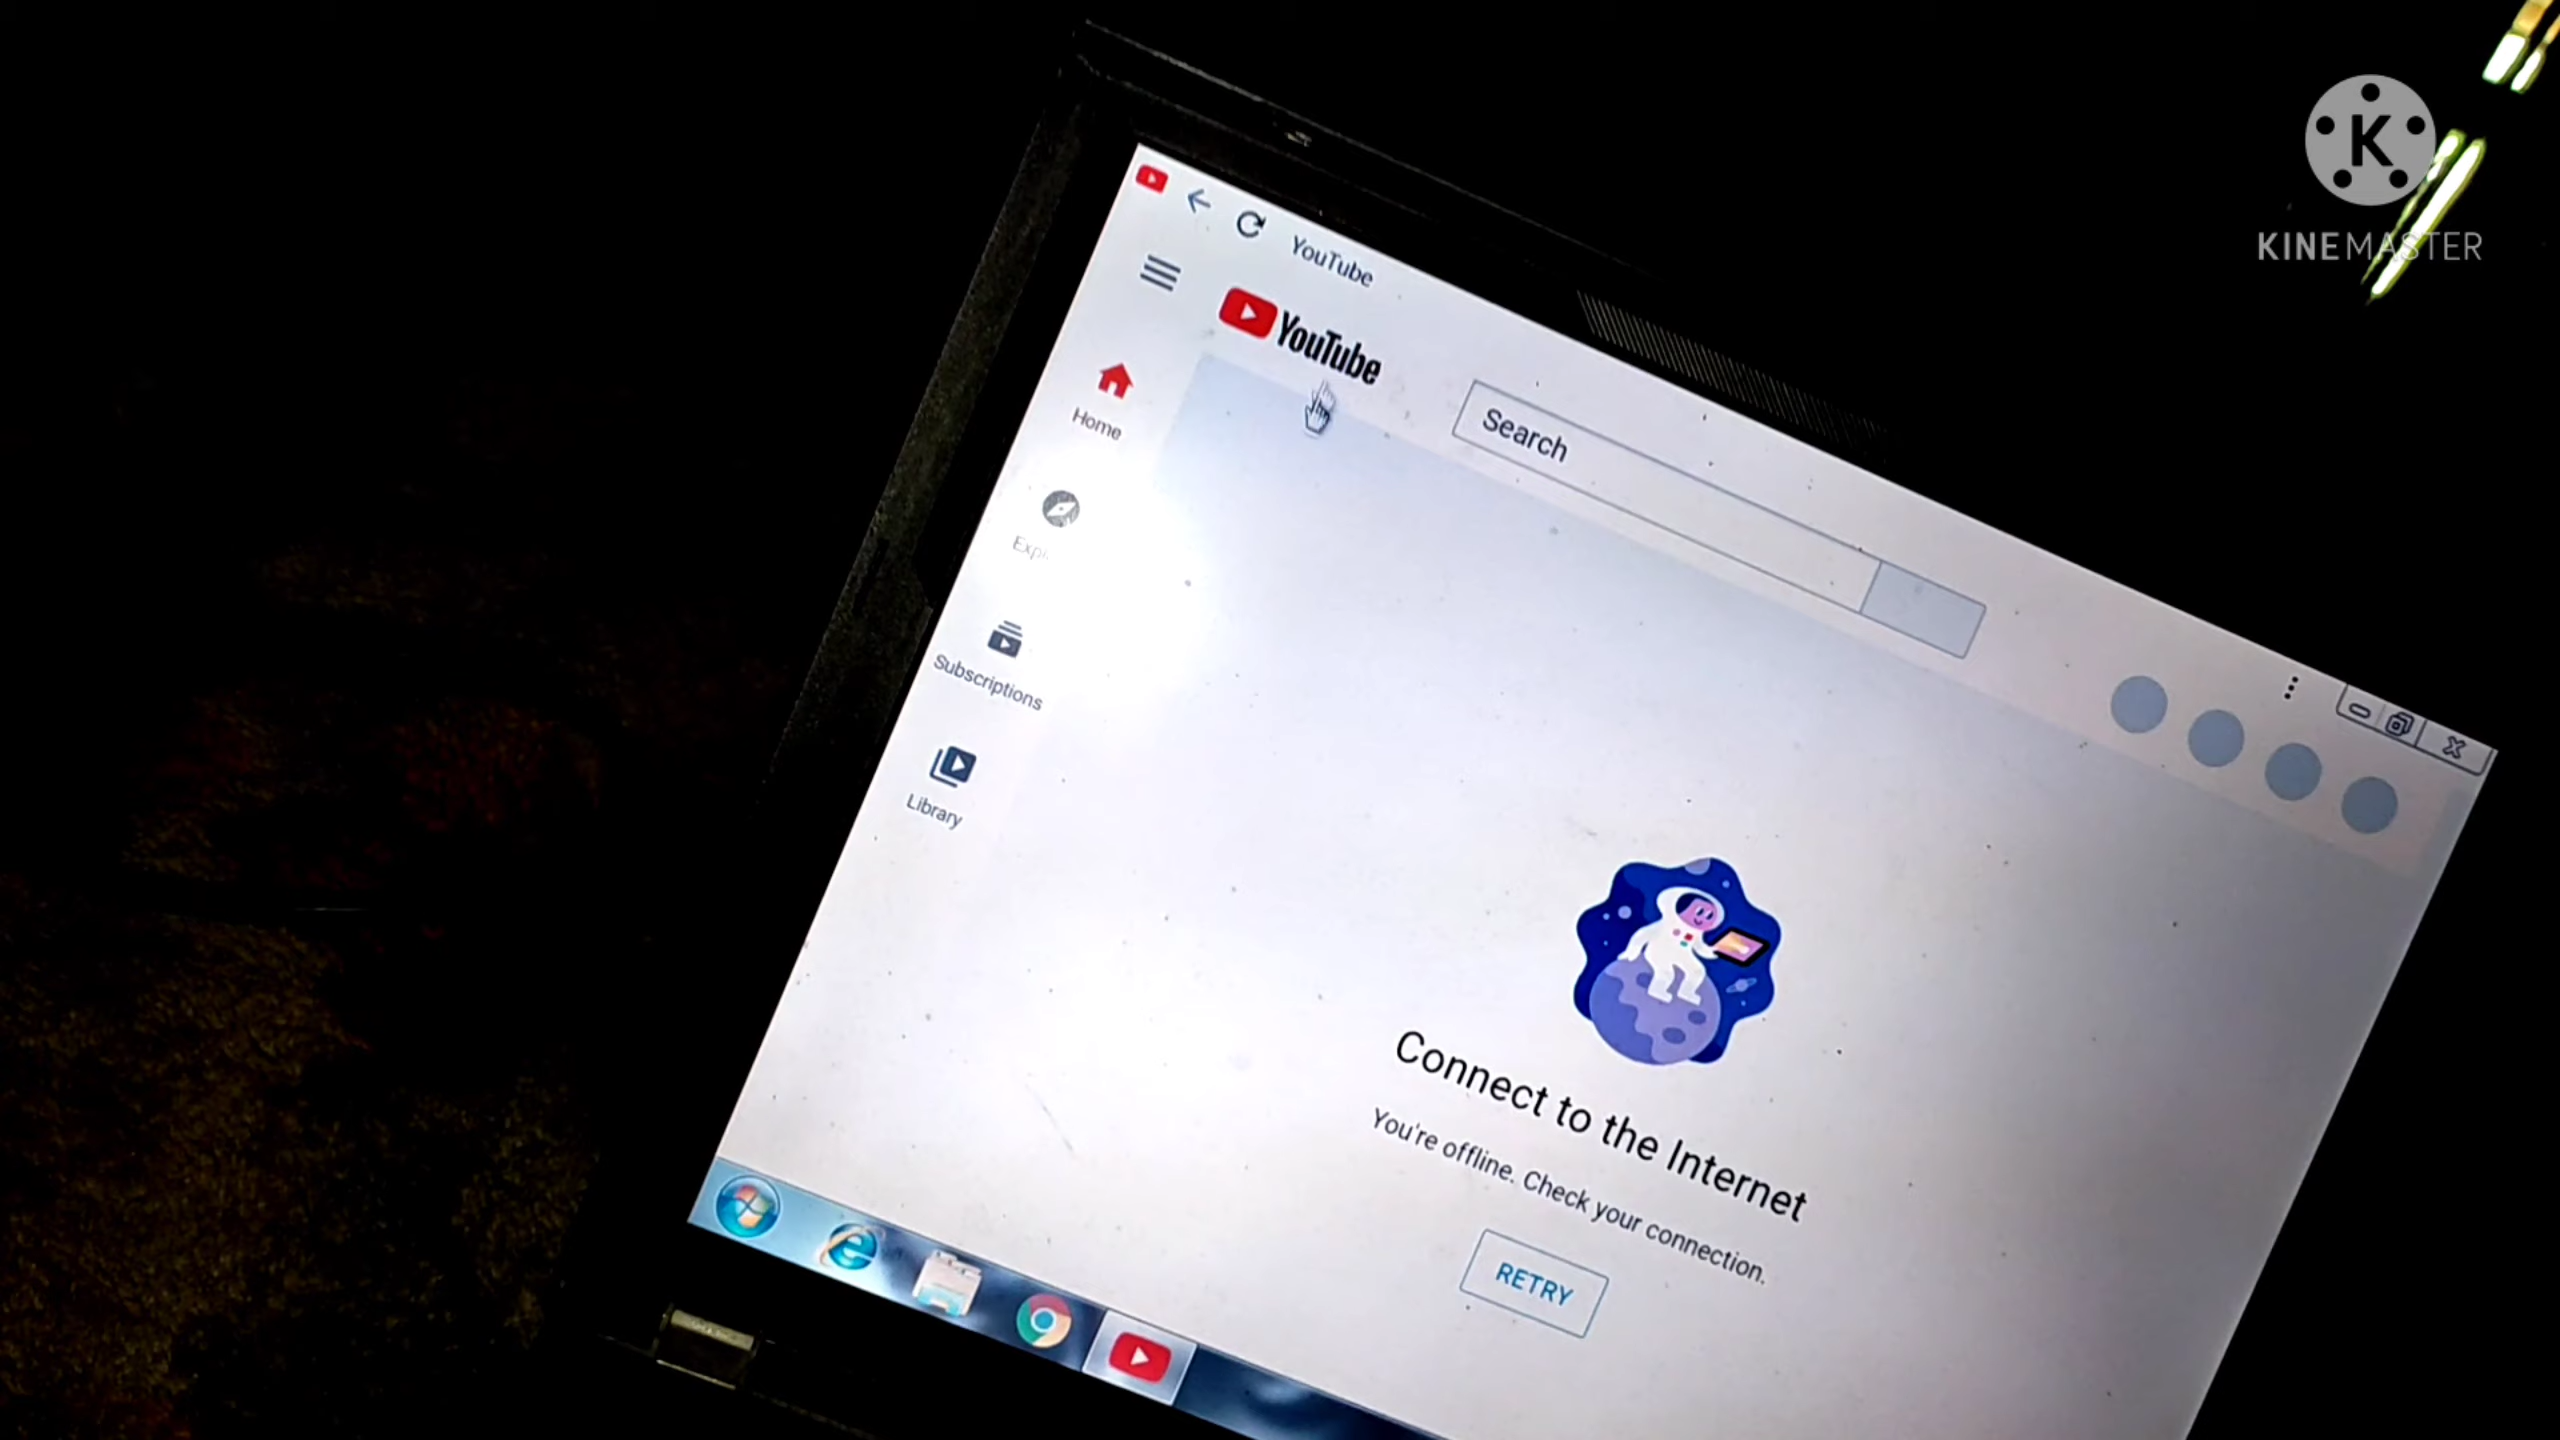 YouTube
YouTube
Search
Home
Subscriptions
Library
Connect to the Internet
You're offline. Check your connection.
RETRY
K
KINEMASTER